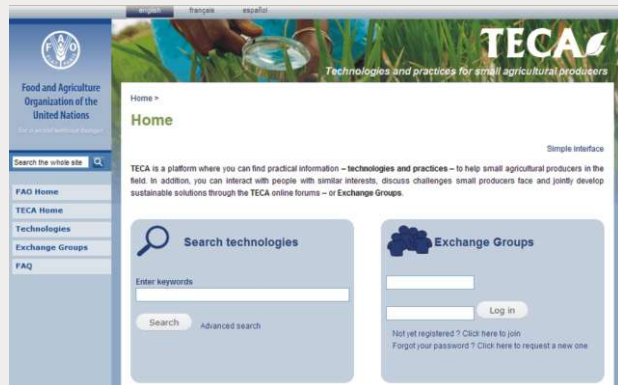 english français español
TECA
Technologies and practices for small agricultural producers
FAO
Food and Agriculture
Organization of the
United Nations
for a world without hunger
Search the whole site
FAO Home
TECA Home
Technologies
Exchange Groups
FAQ
Home >
Home
Simple interface
TECA is a platform where you can find practical information – technologies and practices – to help small agricultural producers in the
field. In addition, you can interact with people with similar interests, discuss challenges small producers face and jointly develop
sustainable solutions through the TECA online forums – or Exchange Groups.
Search technologies
Enter keywords
Search Advanced search
Exchange Groups
Log in
Not yet registered ? Click here to join
Forgot your password ? Click here to request a new one